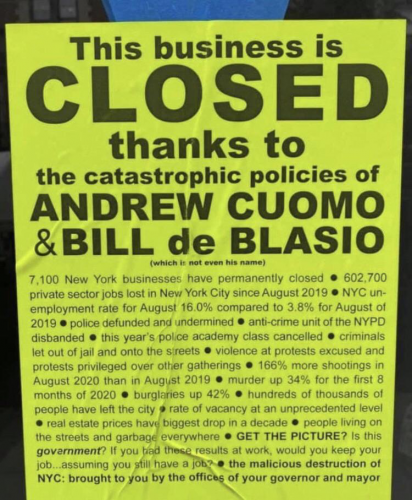 This business is
CLOSED
thanks to
the catastrophic policies of
ANDREW CUOMO
& BILL de BLASIO
(which is not even his name)
7,100 New York businesses have permanently closed ● 602,700
private sector jobs lost in New York City since August 2019 ● NYC un-
employment rate for August 16.0% compared to 3.8% for August of
2019 ● police defunded and undermined ● anti-crime unit of the NYPD
disbanded ● this year's police academy class cancelled ● criminals
let out of jail and onto the streets ● violence at protests excused and
protests privileged over other gatherings ● 166% more shootings in
August 2020 than in August 2019 ● murder up 34% for the first 8
months of 2020 ● burglaries up 42% ● hundreds of thousands of
people have left the city ● rate of vacancy at an unprecedented level
● real estate prices have biggest drop in a decade ● people living on
the streets and garbage everywhere ● GET THE PICTURE? Is this
government? If you had these results at work, would you keep your
job...assuming you still have a job? ● the malicious destruction of
NYC: brought to you by the offices of your governor and mayor